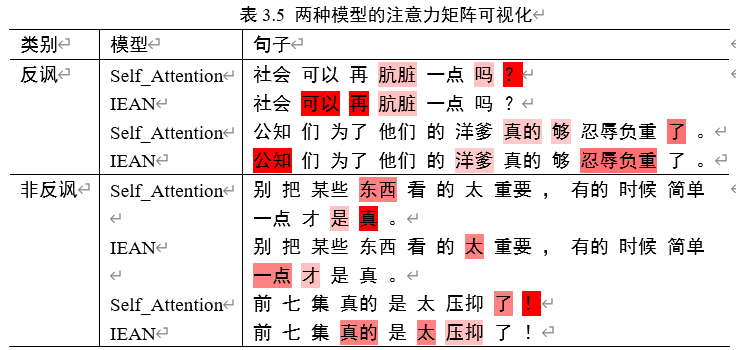 表 3.5 两种模型的注意力矩阵可视化↵
类别↵ 模型↵ 句子↵
反讽↵ Self_Attention↵ 社会 可以 再 肮脏 一点 吗 ？↵
IEAN↵ 社会 可以 再 肮脏 一点 吗 ？↵
Self_Attention↵ 公知 们 为了 他们 的 洋爹 真的 够 忍辱负重 了 。↵
IEAN↵ 公知 们 为了 他们 的 洋爹 真的 够 忍辱负重 了 。↵
非反讽↵ Self_Attention↵ 别 把 某些 东西 看 的 太 重要 ， 有的 时候 简单
↵ 一点 才 是 真 。↵
IEAN↵ 别 把 某些 东西 看 的 太 重要 ， 有的 时候 简单
↵ 一点 才 是 真 。↵
Self_Attention↵ 前 七 集 真的 是 太 压抑 了 ！↵
IEAN↵ 前 七 集 真的 是 太 压抑 了 ！↵